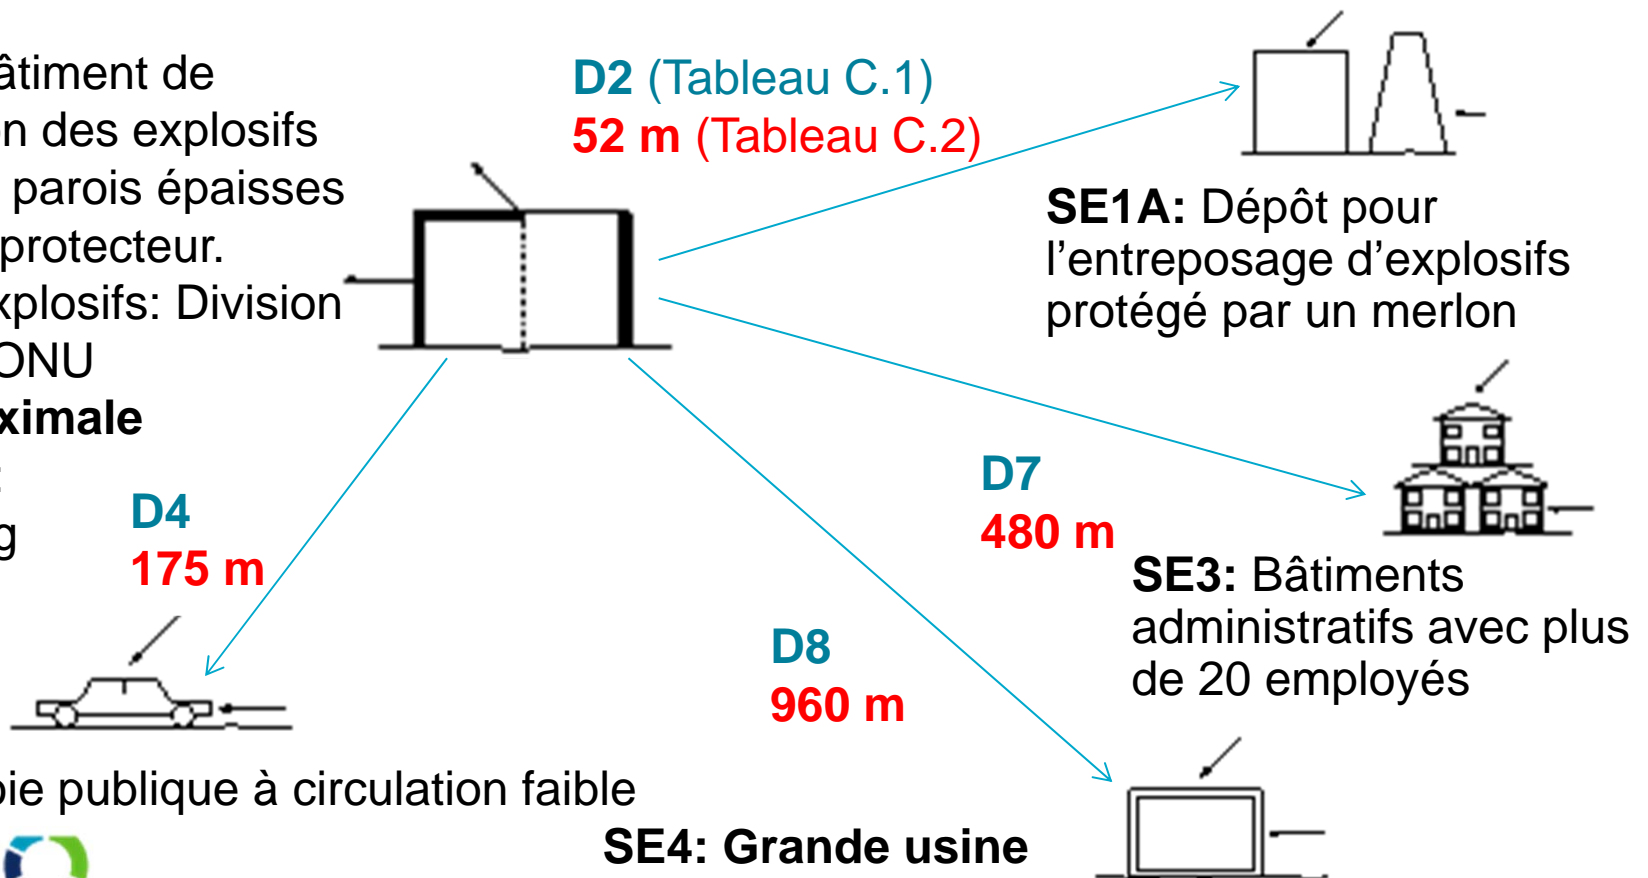 âtiment de
on des explosifs
parois épaisses
protecteur.
xplosifs: Division
ONU
ximale
:
g
D2 (Tableau C.1)
52 m (Tableau C.2)
SE1A: Dépôt pour
l’entreposage d’explosifs
protégé par un merlon
D4
175 m
D7
480 m
SE3: Bâtiments
administratifs avec plus
de 20 employés
D8
960 m
oie publique à circulation faible
SE4: Grande usine